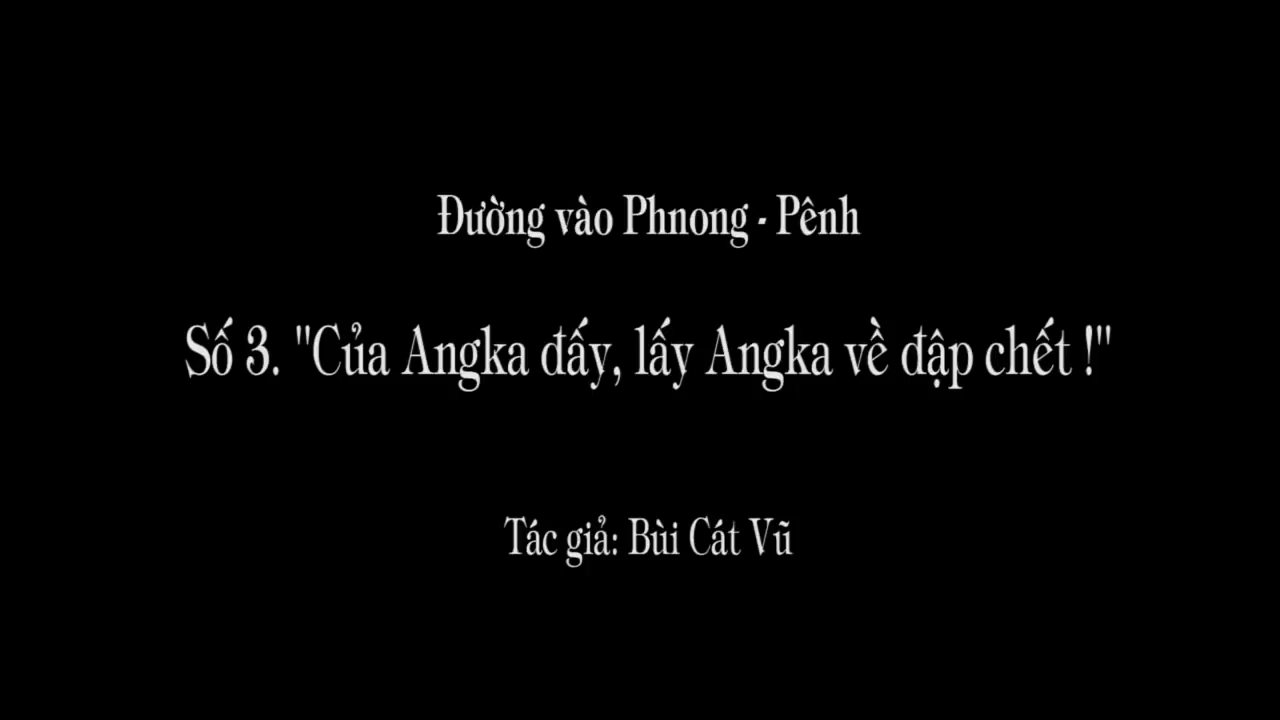 Đường vào Phnong - Pênh
Số 3. "Của Angka đấy, lấy Angka về đập chết !"
Tác giả: Bùi Cát Vũ